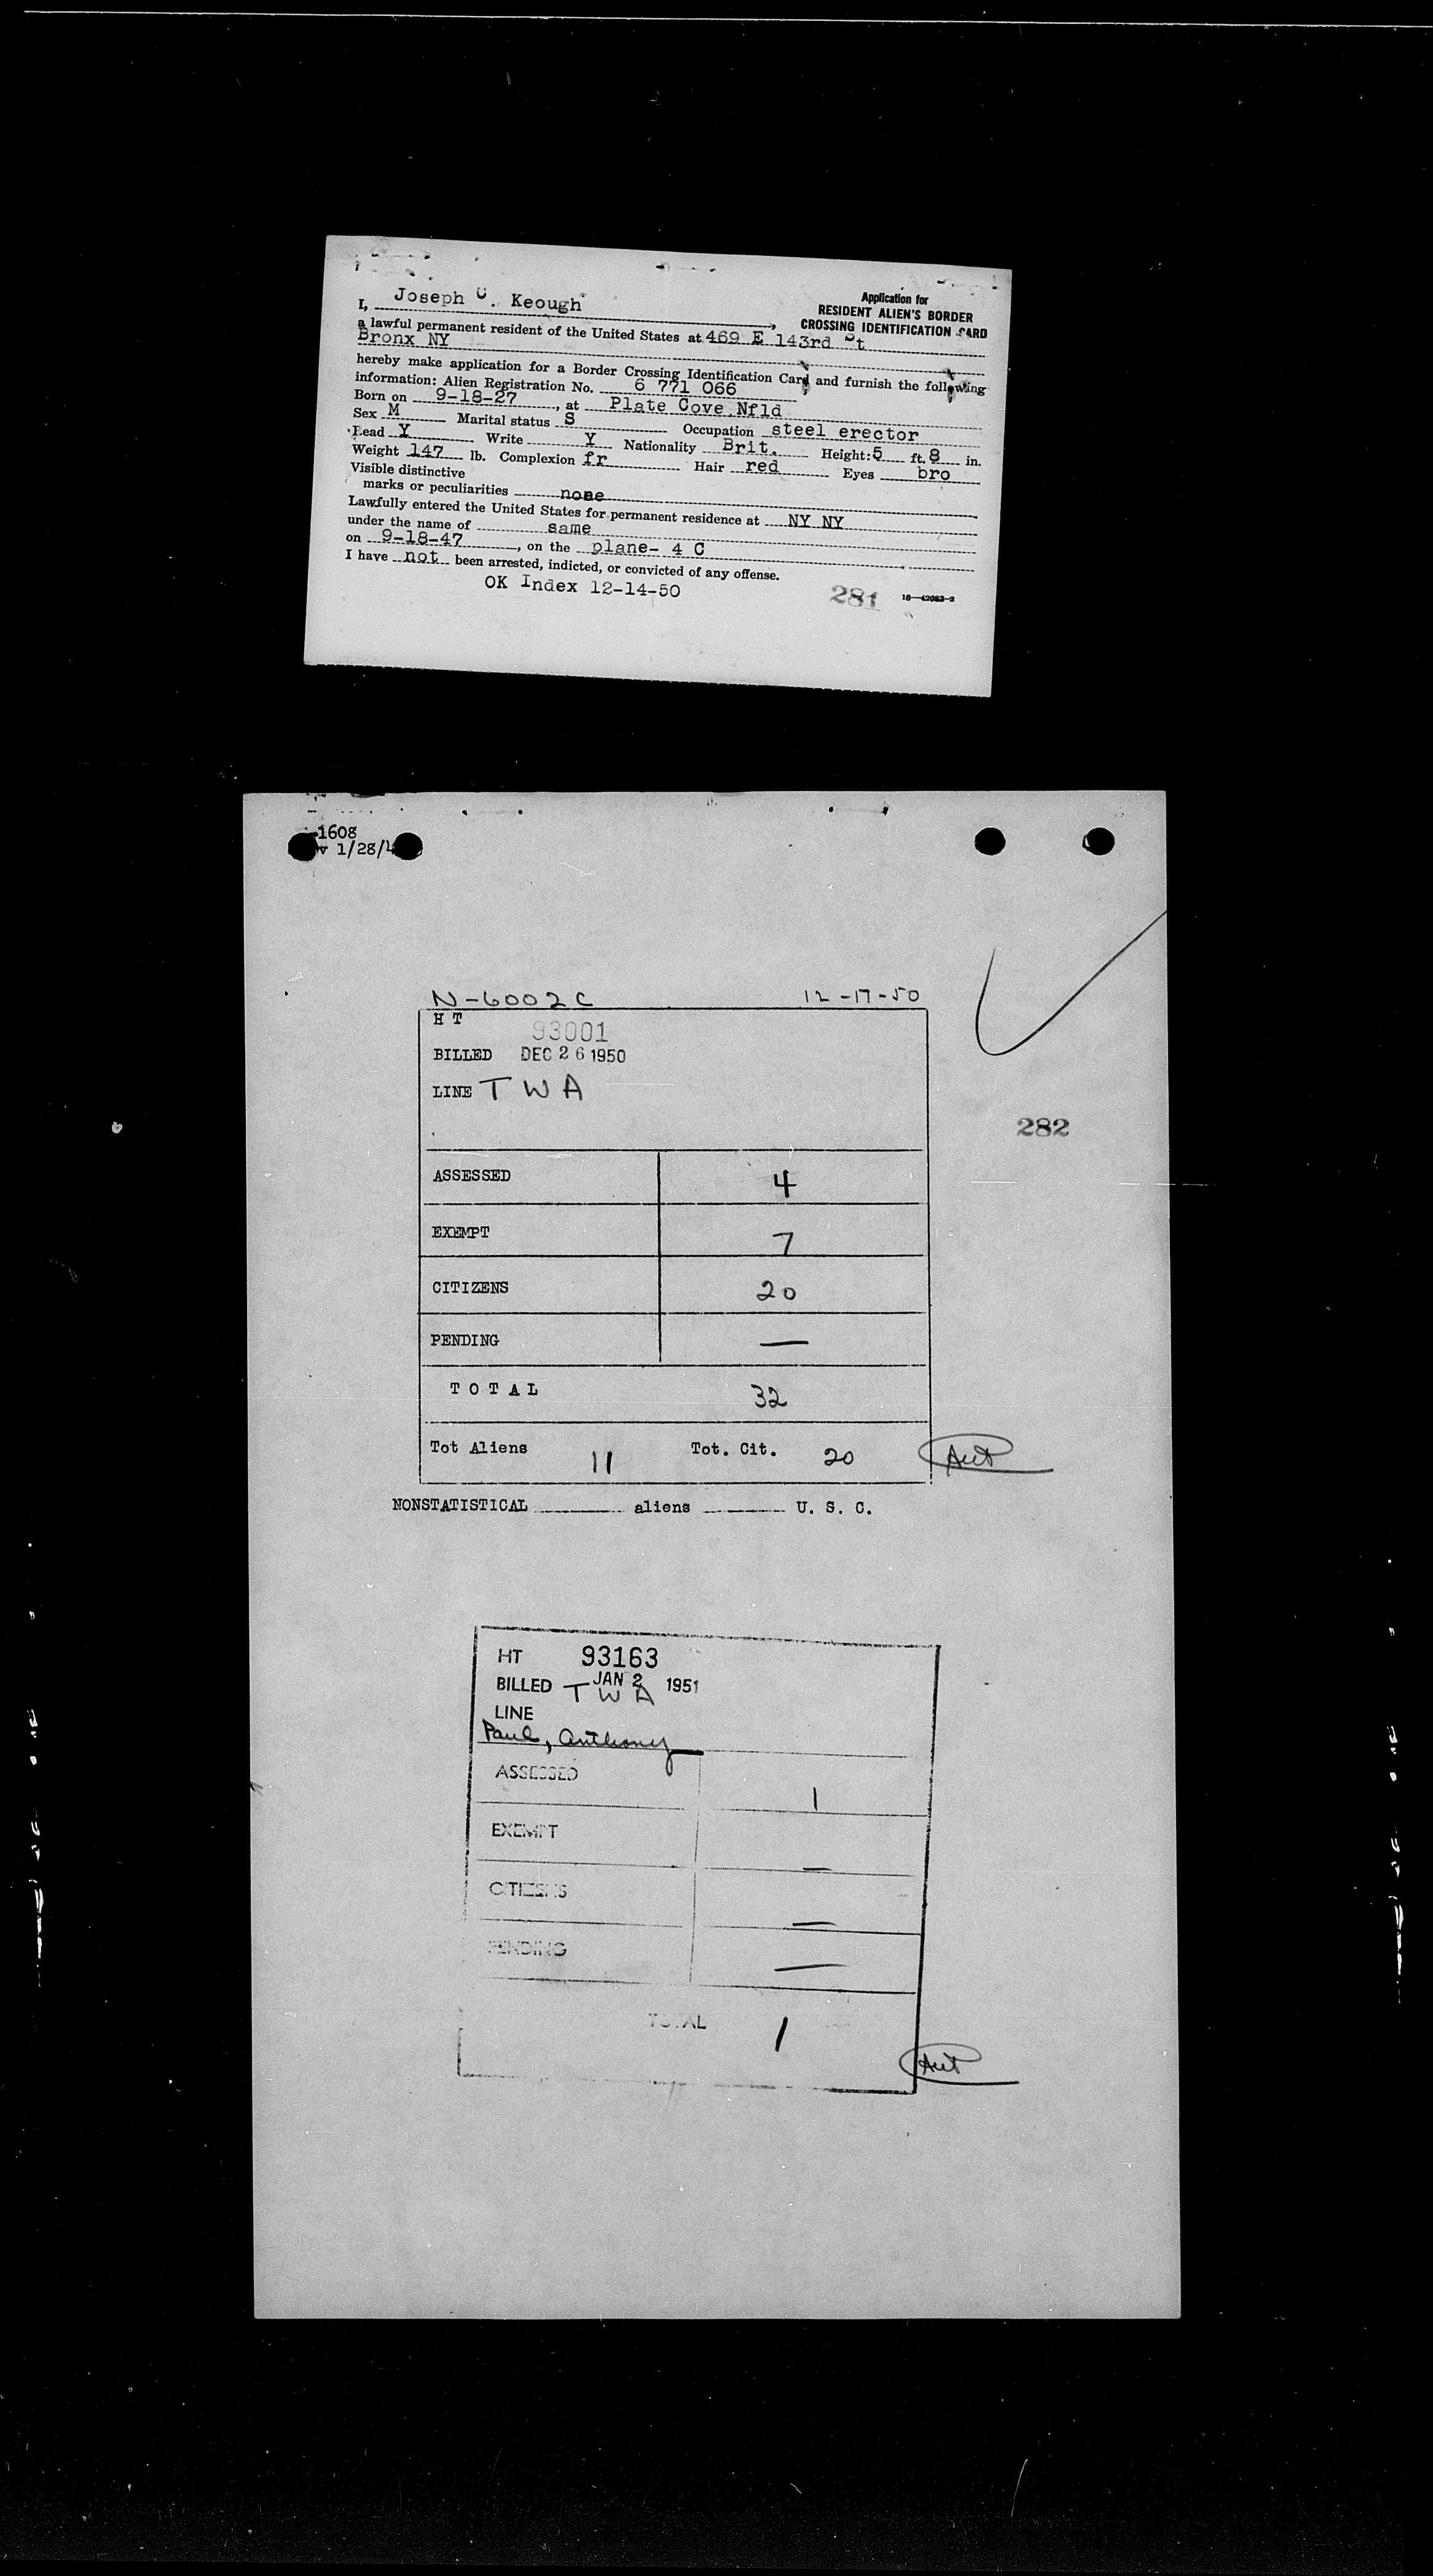 Application for
RESIDENT ALIEN'S BORDER
CROSSING IDENTIFICATION CARD
I, Joseph C. Keough,
a lawful permanent resident of the United States at 469 E 143rd St
Bronx NY
hereby make application for a Border Crossing Identification Card, and furnish the following
information: Alien Registration No. 6 771 066
Born on 9-18-27, at Plate Cove Nfld
Sex M Marital status S Occupation steel erector
Read Y Write Y Nationality Brit. Height: 5 ft. 8 in.
Weight 147 lb. Complexion fr Hair red Eyes bro
Visible distinctive
marks or peculiarities none
Lawfully entered the United States for permanent residence at NY NY
under the name of same
on 9-18-47, on the plane- 4 C
I have not been arrested, indicted, or convicted of any offense.
OK Index 12-14-50
281 16—42083-2
1608
v 1/28/4
N-6002C 12-17-50
H T 93001
BILLED DEC 26 1950
LINE TWA
282
ASSESSED 4
EXEMPT 7
CITIZENS 20
PENDING —
TOTAL 32
Tot Aliens 11 Tot. Cit. 20
NONSTATISTICAL aliens U. S. C.
HT 93163
BILLED JAN 2 1951
TWA
LINE
Paul, Anthony
ASSESSED 1
EXEMPT —
CITIZENS —
PENDING —
TOTAL 1